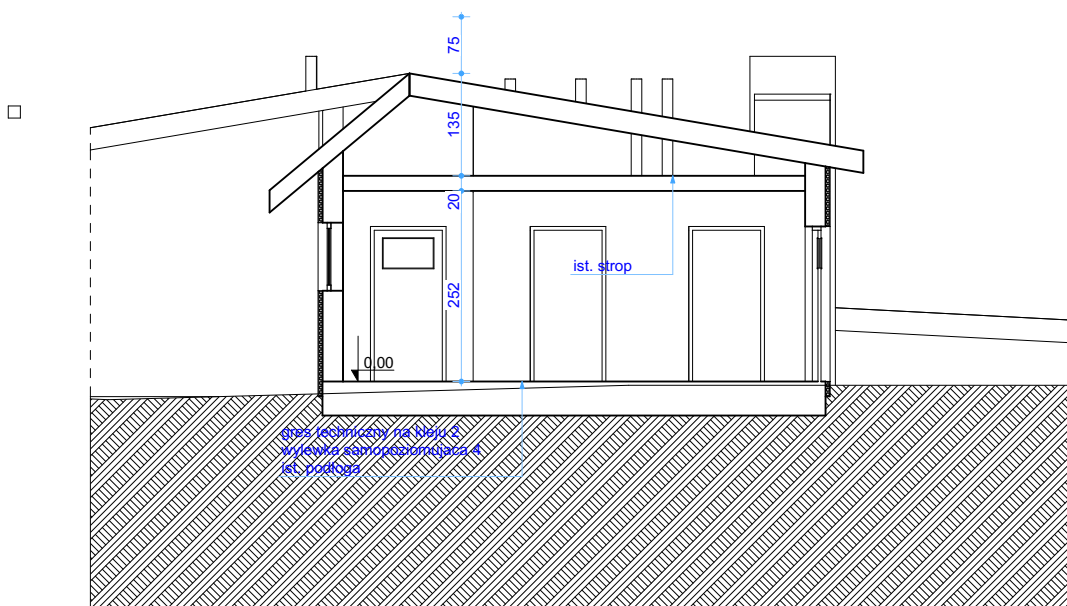 75
135
20
ist. strop
252
0.00
gres techniczny na kleju 2
wylewka samopoziomująca 4
ist. podłoga